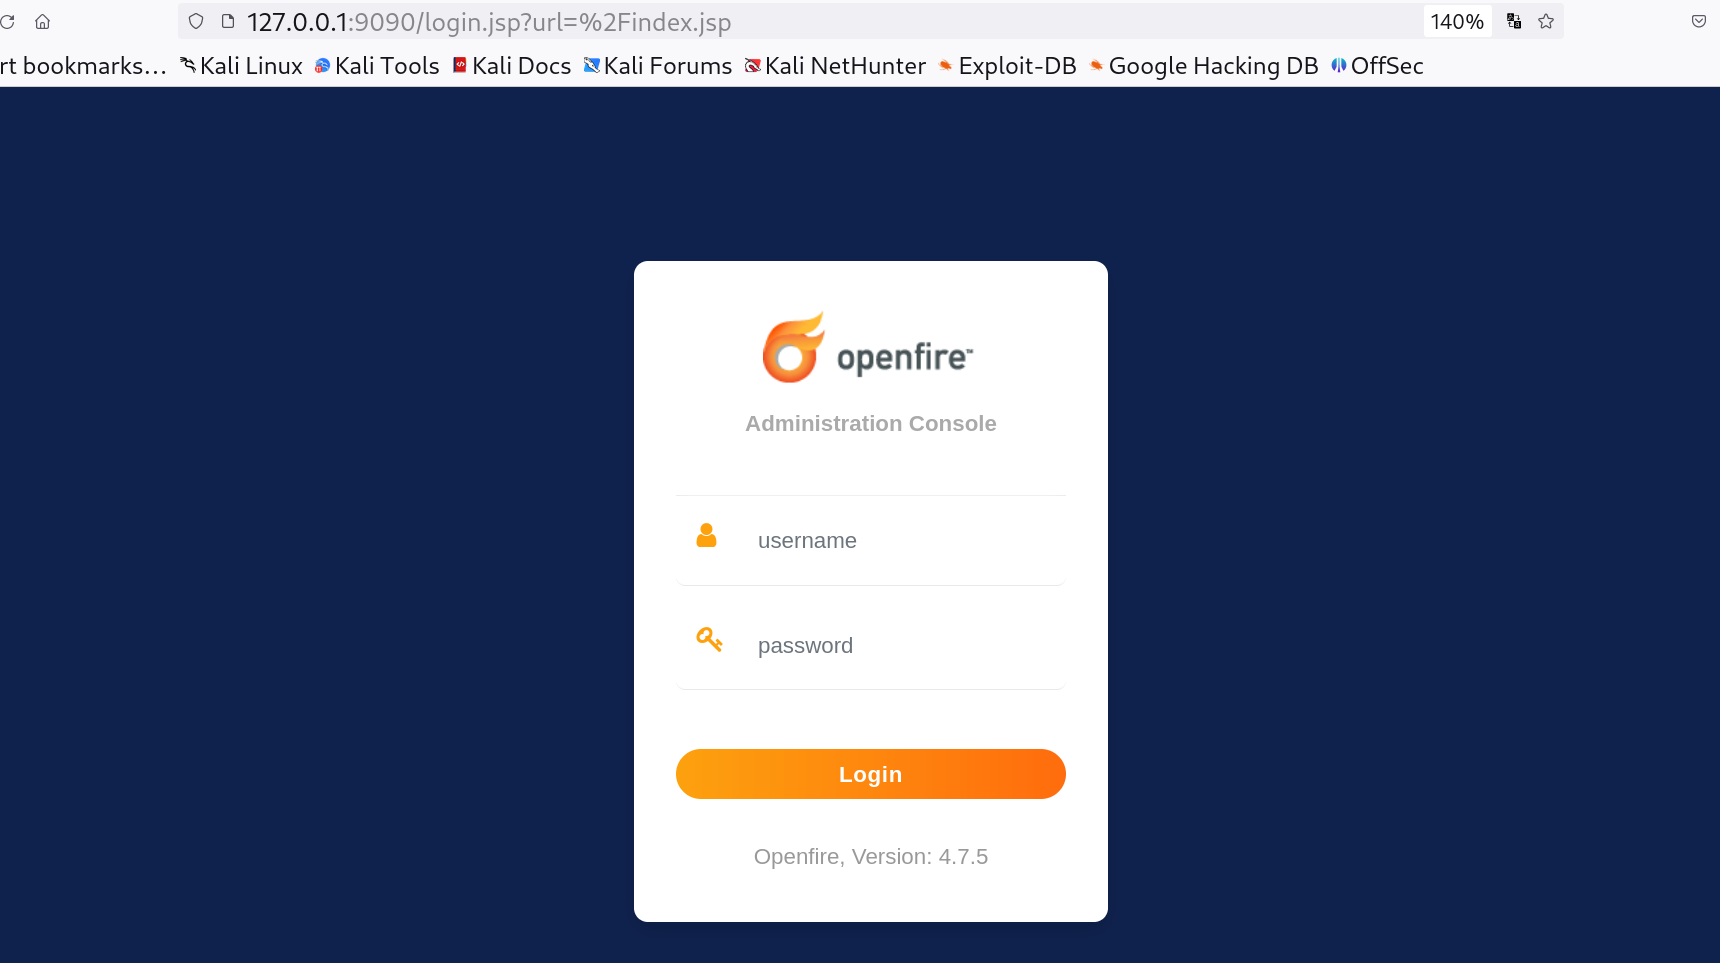 127.0.0.1:9090/login.jsp?url=%2Findex.jsp 140%
rt bookmarks... Kali Linux Kali Tools Kali Docs Kali Forums Kali NetHunter Exploit-DB Google Hacking DB OffSec
openfire™
Administration Console
username
password
Login
Openfire, Version: 4.7.5